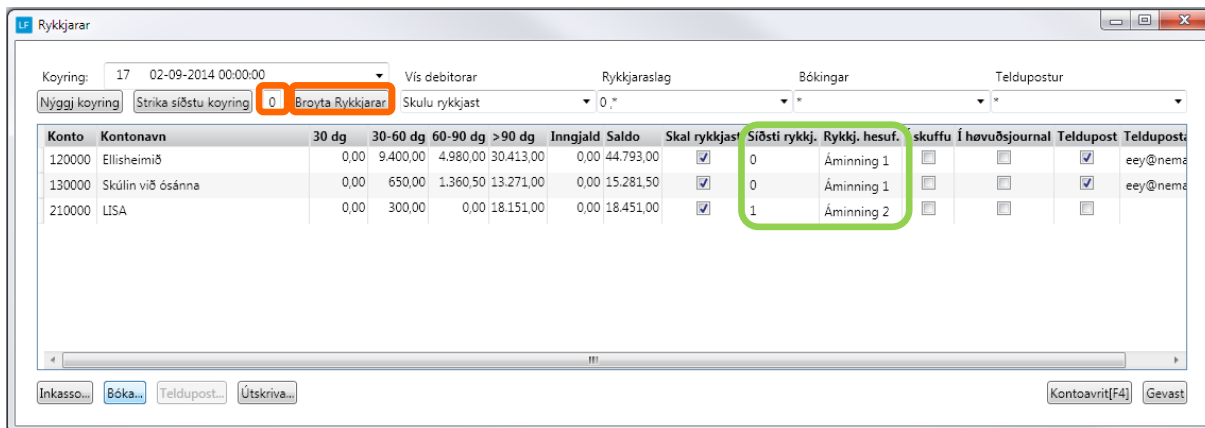 LF Rykkjarar
Koyring: 17 02-09-2014 00:00:00 Vís debitorar Rykkjaraslag Bókingar Teldupostur
Nýggj koyring Strika síðstu koyring 0 Broyta Rykkjarar Skulu rykkjast 0,* * *
Konto Kontonavn 30 dg 30-60 dg 60-90 dg >90 dg Inngjald Saldo Skal rykkjast Síðsti rykkj. Rykkj. hesuf. skuffu Í høvuðsjournal Teldupost Telduposta
120000 Ellisheimið 0,00 9.400,00 4.980,00 30.413,00 0,00 44.793,00 0 Áminning 1 eey@nema
130000 Skúlin við ósánna 0,00 650,00 1.360,50 13.271,00 0,00 15.281,50 0 Áminning 1 eey@nema
210000 LISA 0,00 300,00 0,00 18.151,00 0,00 18.451,00 1 Áminning 2
Inkasso... Bóka... Teldupost... Útskriva... Kontoavrit[F4] Gevast